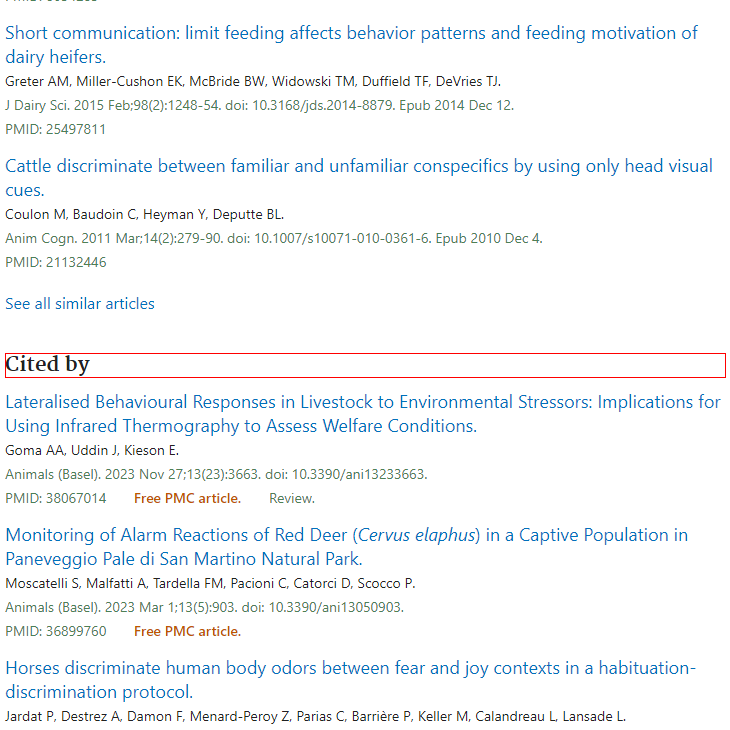 Short communication: limit feeding affects behavior patterns and feeding motivation of
dairy heifers.
Greter AM, Miller-Cushon EK, McBride BW, Widowski TM, Duffield TF, DeVries TJ.
J Dairy Sci. 2015 Feb;98(2):1248-54. doi: 10.3168/jds.2014-8879. Epub 2014 Dec 12.
PMID: 25497811
Cattle discriminate between familiar and unfamiliar conspecifics by using only head visual
cues.
Coulon M, Baudoin C, Heyman Y, Deputte BL.
Anim Cogn. 2011 Mar;14(2):279-90. doi: 10.1007/s10071-010-0361-6. Epub 2010 Dec 4.
PMID: 21132446
See all similar articles
Cited by
Lateralised Behavioural Responses in Livestock to Environmental Stressors: Implications for
Using Infrared Thermography to Assess Welfare Conditions.
Goma AA, Uddin J, Kieson E.
Animals (Basel). 2023 Nov 27;13(23):3663. doi: 10.3390/ani13233663.
PMID: 38067014 Free PMC article. Review.
Monitoring of Alarm Reactions of Red Deer (Cervus elaphus) in a Captive Population in
Paneveggio Pale di San Martino Natural Park.
Moscatelli S, Malfatti A, Tardella FM, Pacioni C, Catorci D, Scocco P.
Animals (Basel). 2023 Mar 1;13(5):903. doi: 10.3390/ani13050903.
PMID: 36899760 Free PMC article.
Horses discriminate human body odors between fear and joy contexts in a habituation-
discrimination protocol.
Jardat P, Destrez A, Damon F, Menard-Peroy Z, Parias C, Barrière P, Keller M, Calandreau L, Lansade L.